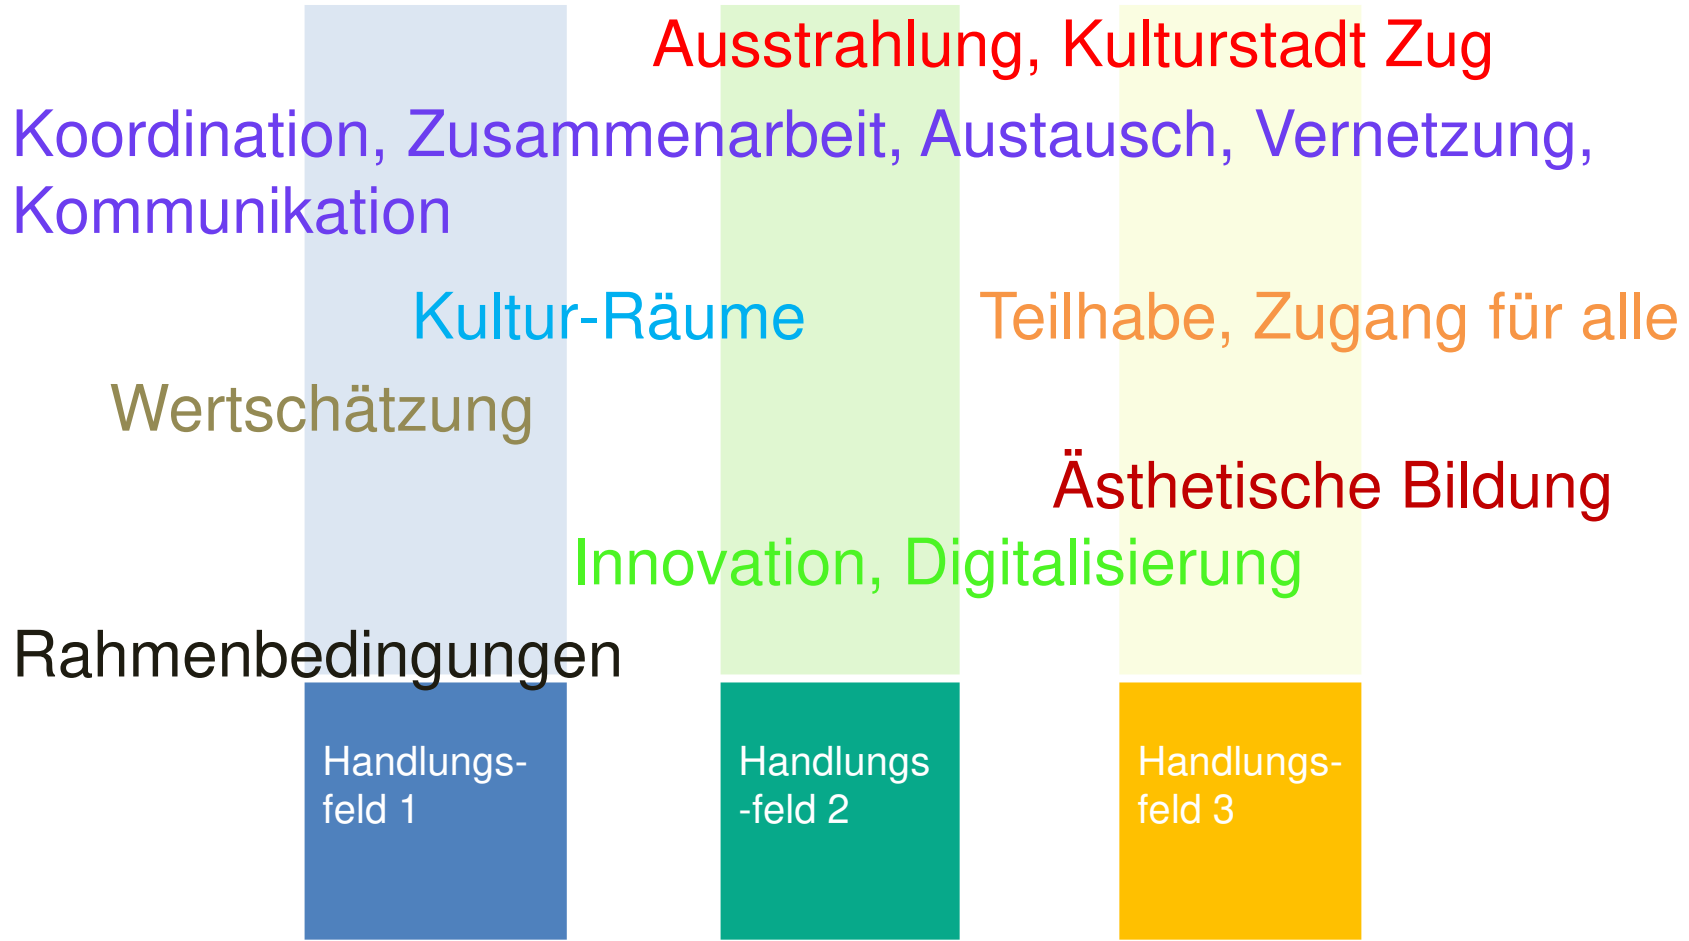 Ausstrahlung, Kulturstadt Zug
Koordination, Zusammenarbeit, Austausch, Vernetzung,
Kommunikation
Kultur-Räume
Teilhabe, Zugang für alle
Wertschätzung
Ästhetische Bildung
Innovation, Digitalisierung
Rahmenbedingungen
Handlungs-
feld 1
Handlungs
-feld 2
Handlungs-
feld 3